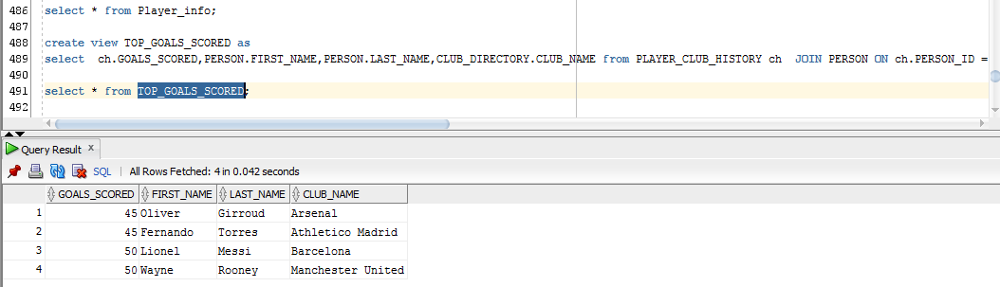 486 select * from Player_info;
487
488 create view TOP_GOALS_SCORED as
489 select  ch.GOALS_SCORED,PERSON.FIRST_NAME,PERSON.LAST_NAME,CLUB_DIRECTORY.CLUB_NAME from PLAYER_CLUB_HISTORY ch  JOIN PERSON ON ch.PERSON_ID =
490
491 select * from TOP_GOALS_SCORED;
492
Query Result x
SQL | All Rows Fetched: 4 in 0.042 seconds
GOALS_SCORED FIRST_NAME LAST_NAME CLUB_NAME
1 45 Oliver Girroud Arsenal
2 45 Fernando Torres Athletico Madrid
3 50 Lionel Messi Barcelona
4 50 Wayne Rooney Manchester United